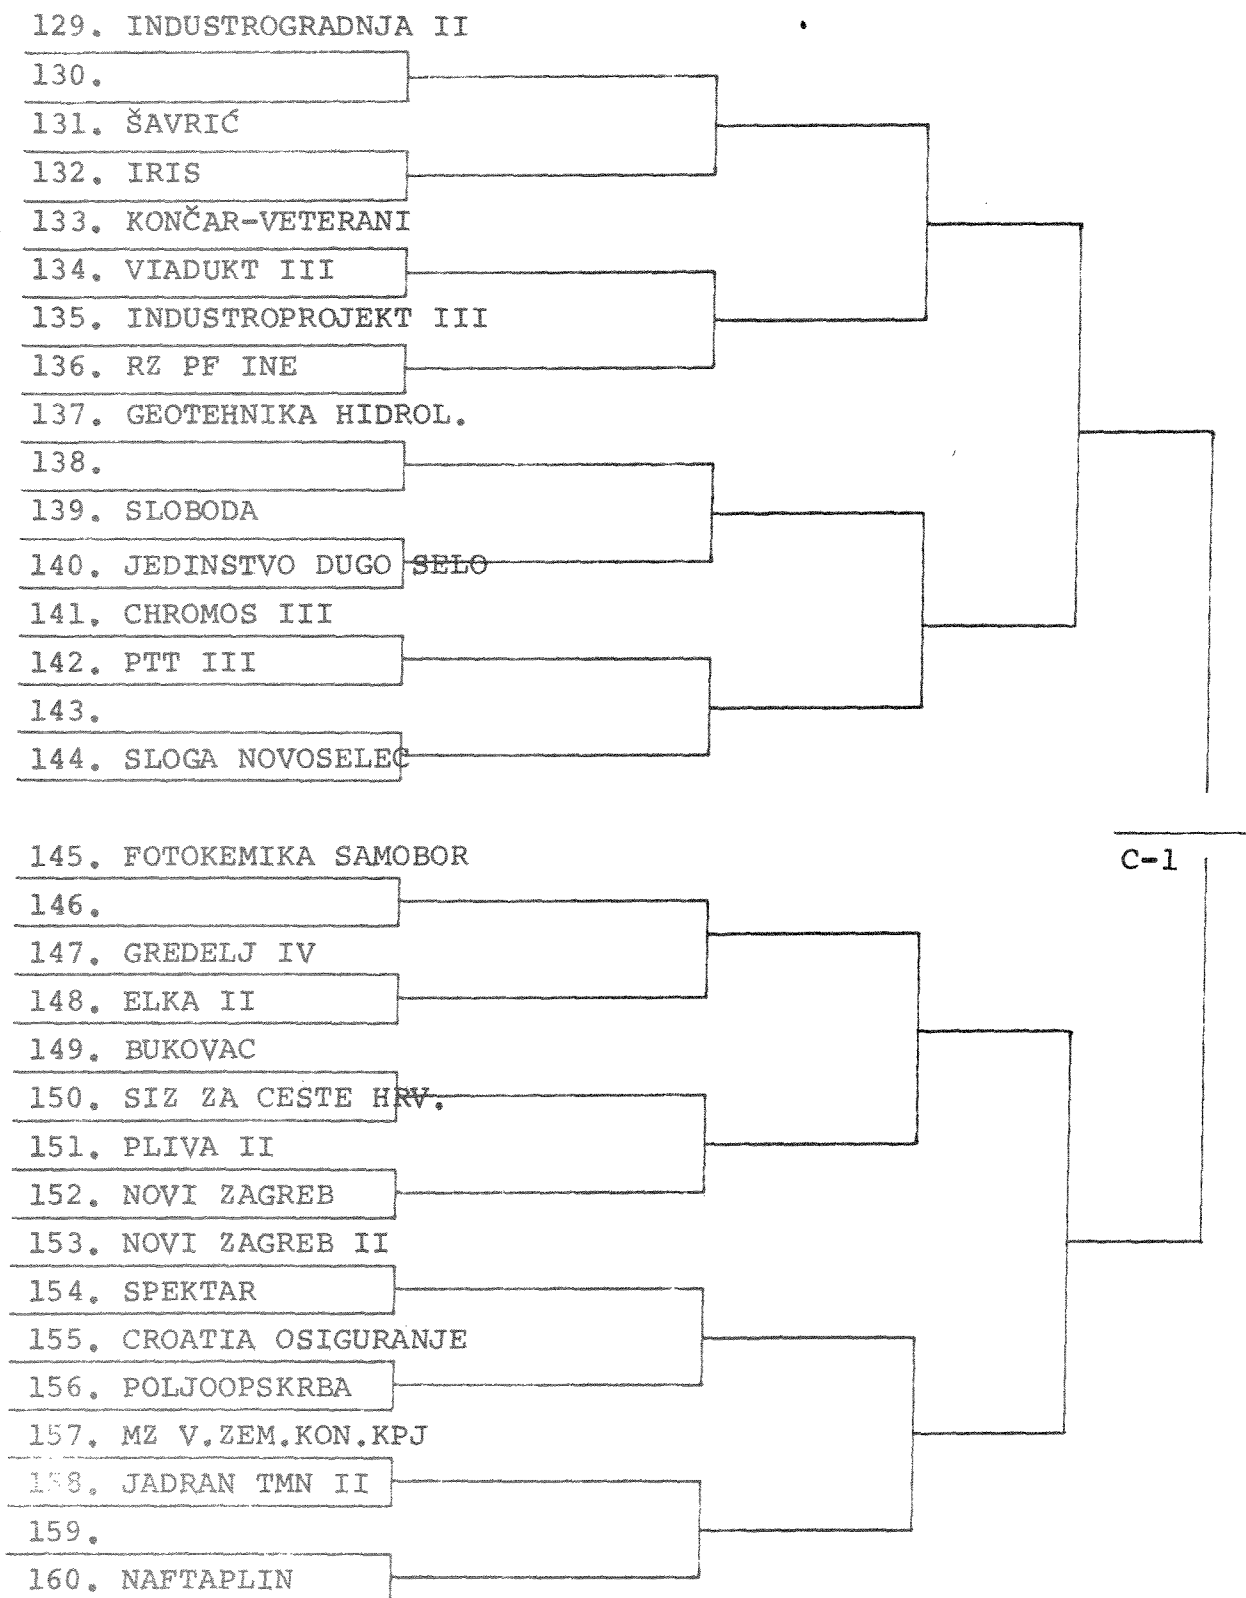 129. INDUSTROGRADNJA II
130.
131. ŠAVRIĆ
132. IRIS
133. KONČAR-VETERANI
134. VIADUKT III
135. INDUSTROPROJEKT III
136. RZ PF INE
137. GEOTEHNIKA HIDROL.
138.
139. SLOBODA
140. JEDINSTVO DUGO SELO
141. CHROMOS III
142. PTT III
143.
144. SLOGA NOVOSELEC
C-1
145. FOTOKEMIKA SAMOBOR
146.
147. GREDELJ IV
148. ELKA II
149. BUKOVAC
150. SIZ ZA CESTE HRV.
151. PLIVA II
152. NOVI ZAGREB
153. NOVI ZAGREB II
154. SPEKTAR
155. CROATIA OSIGURANJE
156. POLJOOPSKRBA
157. MZ V.ZEM.KON.KPJ
158. JADRAN TMN II
159.
160. NAFTAPLIN